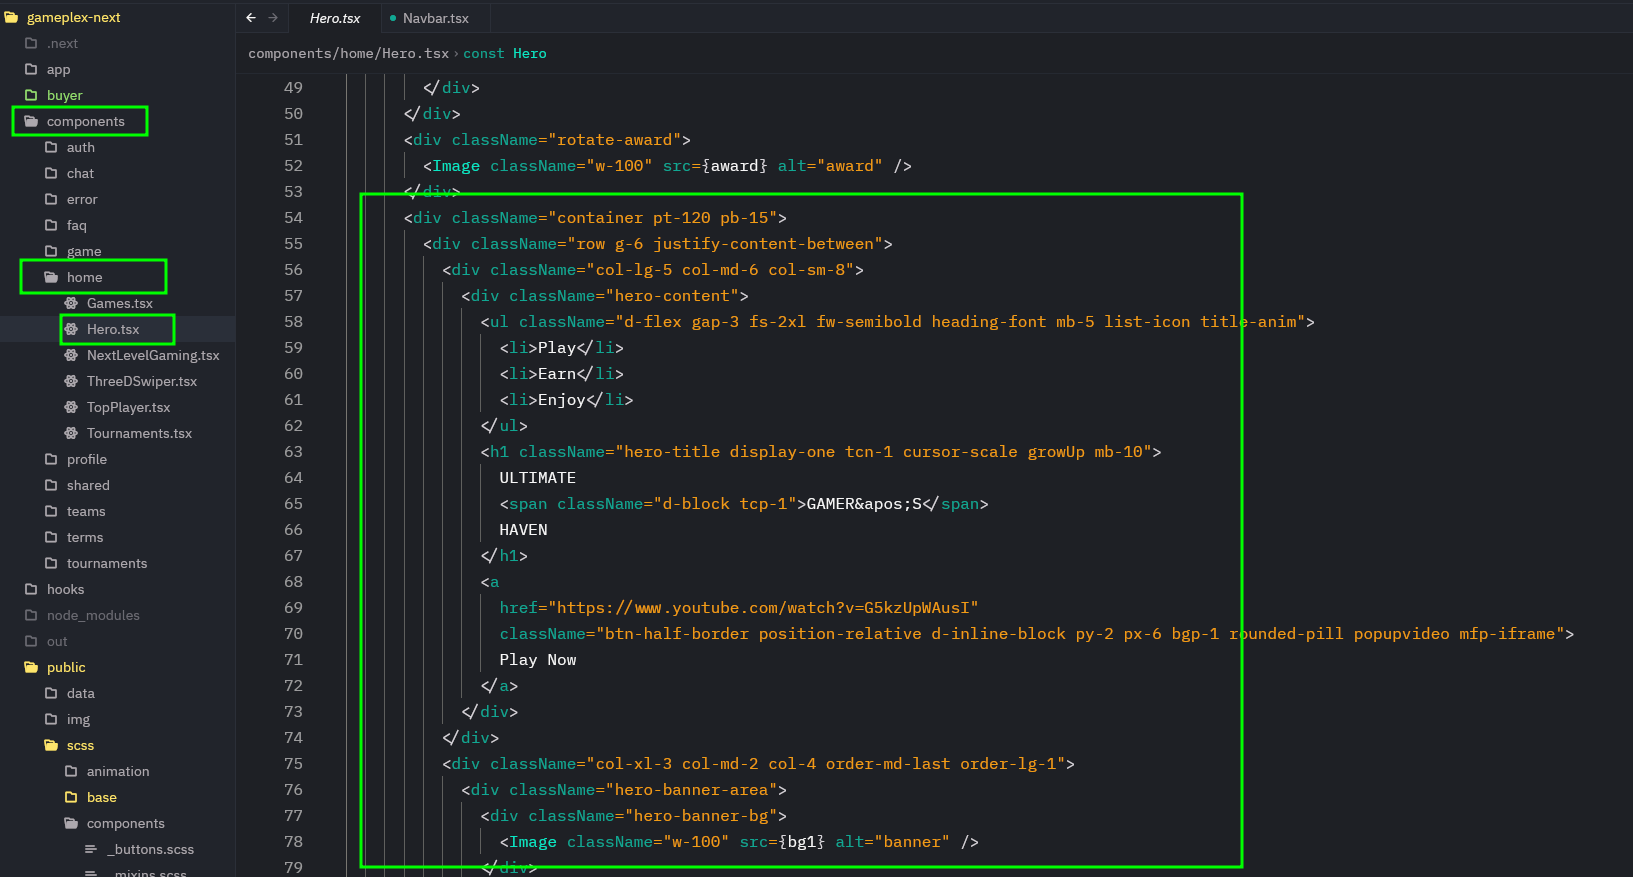 gameplex-next
.next
app
buyer
components
auth
chat
error
faq
game
home
Games.tsx
Hero.tsx
NextLevelGaming.tsx
ThreeDSwiper.tsx
TopPlayer.tsx
Tournaments.tsx
profile
shared
teams
terms
tournaments
hooks
node_modules
out
public
data
img
scss
animation
base
components
_buttons.scss
_mixins.scss
Hero.tsx
Navbar.tsx
components/home/Hero.tsx › const Hero
49 </div>
50 </div>
51 <div className="rotate-award">
52 <Image className="w-100" src={award} alt="award" />
53 </div>
54 <div className="container pt-120 pb-15">
55 <div className="row g-6 justify-content-between">
56 <div className="col-lg-5 col-md-6 col-sm-8">
57 <div className="hero-content">
58 <ul className="d-flex gap-3 fs-2xl fw-semibold heading-font mb-5 list-icon title-anim">
59 <li>Play</li>
60 <li>Earn</li>
61 <li>Enjoy</li>
62 </ul>
63 <h1 className="hero-title display-one tcn-1 cursor-scale growUp mb-10">
64 ULTIMATE
65 <span className="d-block tcp-1">GAMER&apos;S</span>
66 HAVEN
67 </h1>
68 <a
69 href="https://www.youtube.com/watch?v=G5kzUpWAusI"
70 className="btn-half-border position-relative d-inline-block py-2 px-6 bgp-1 rounded-pill popupvideo mfp-iframe">
71 Play Now
72 </a>
73 </div>
74 </div>
75 <div className="col-xl-3 col-md-2 col-4 order-md-last order-lg-1">
76 <div className="hero-banner-area">
77 <div className="hero-banner-bg">
78 <Image className="w-100" src={bg1} alt="banner" />
79 </div>